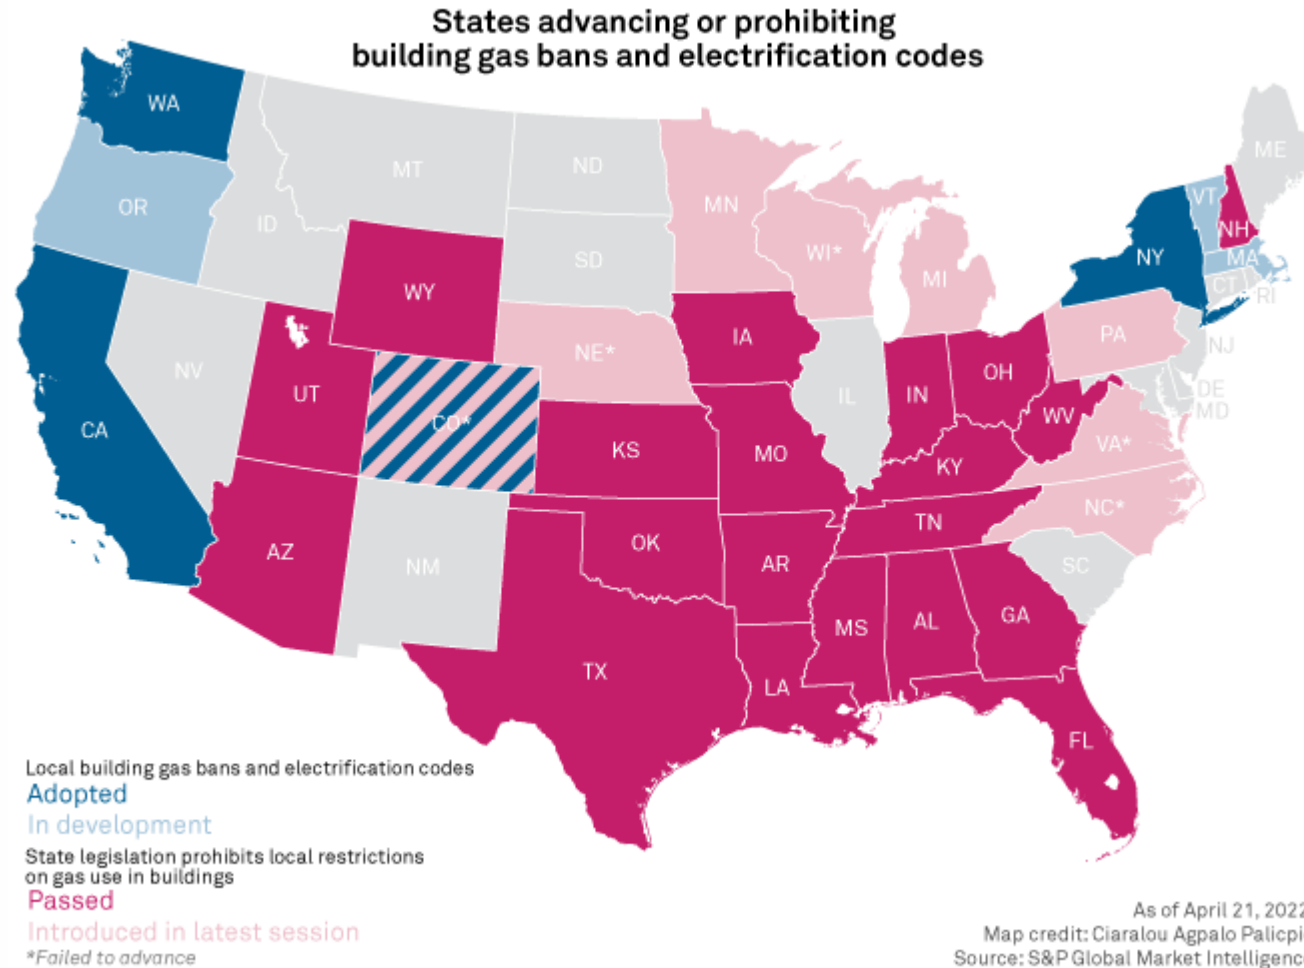 States advancing or prohibiting
building gas bans and electrification codes
WA
MT
ND
ME
OR
ID
MN
VT
NH
SD
WI*
NY
MA
WY
MI
CT
RI
NE*
IA
PA
NV
UT
OH
NJ
CO*
IL
IN
DE
MD
CA
KS
MO
WV
VA*
KY
NC*
AZ
NM
OK
AR
TN
SC
TX
MS
AL
GA
LA
FL
Local building gas bans and electrification codes
Adopted
In development
State legislation prohibits local restrictions
on gas use in buildings
Passed
Introduced in latest session
*Failed to advance
As of April 21, 2022
Map credit: Ciaralou Agpalo Palicpi
Source: S&P Global Market Intelligenc